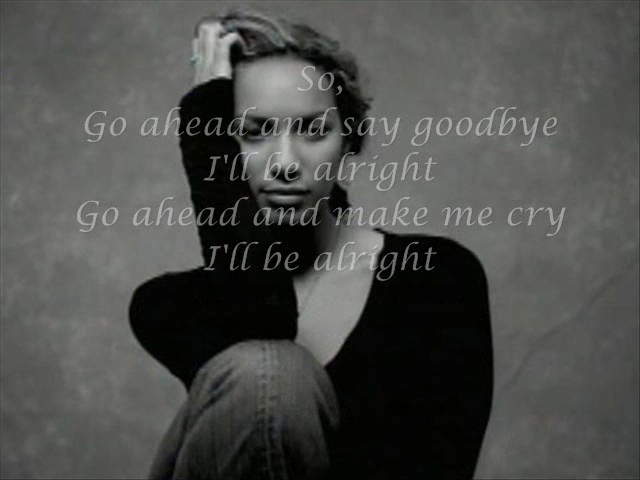 So,
Go ahead and say goodbye
I'll be alright
Go ahead and make me cry
I'll be alright